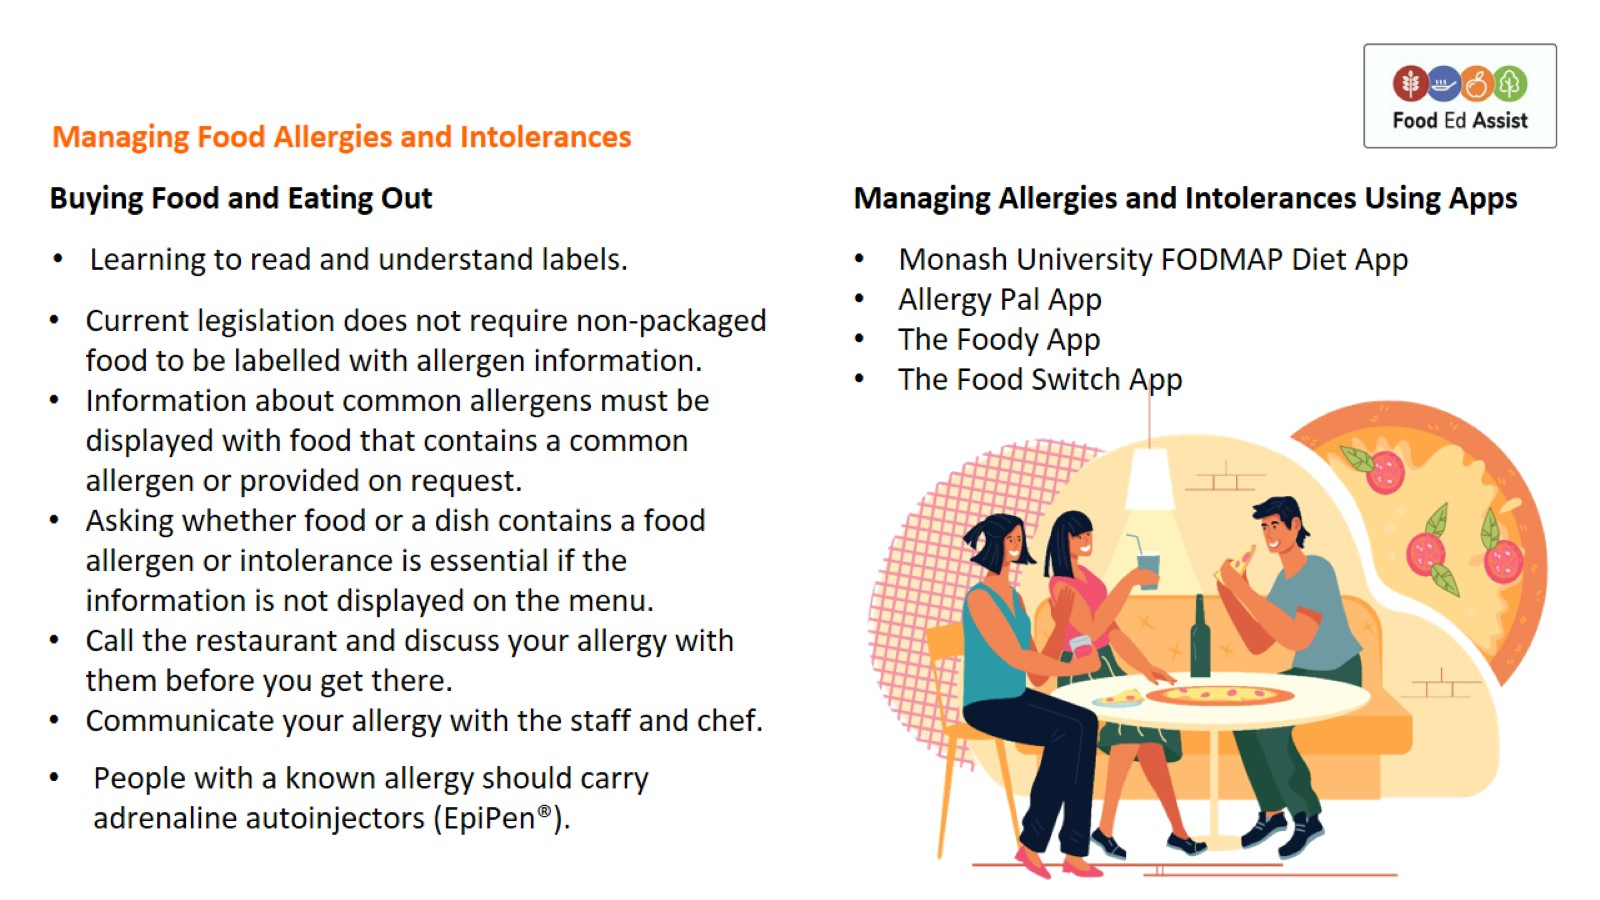 Food Ed Assist
Managing Food Allergies and Intolerances
Buying Food and Eating Out
• Learning to read and understand labels.
• Current legislation does not require non-packaged
food to be labelled with allergen information.
• Information about common allergens must be
displayed with food that contains a common
allergen or provided on request.
• Asking whether food or a dish contains a food
allergen or intolerance is essential if the
information is not displayed on the menu.
• Call the restaurant and discuss your allergy with
them before you get there.
• Communicate your allergy with the staff and chef.
• People with a known allergy should carry
adrenaline autoinjectors (EpiPen®).
Managing Allergies and Intolerances Using Apps
• Monash University FODMAP Diet App
• Allergy Pal App
• The Foody App
• The Food Switch App